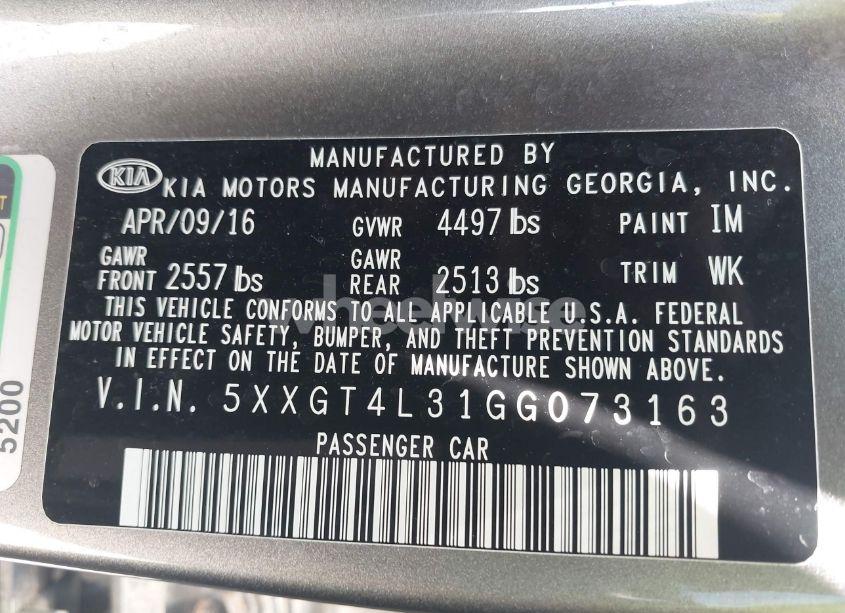 MANUFACTURED BY
KIA KIA MOTORS MANUFACTURING GEORGIA, INC.
APR/09/16 GVWR 4497 lbs PAINT IM
GAWR FRONT 2557 lbs GAWR REAR 2513 lbs TRIM WK
THIS VEHICLE CONFORMS TO ALL APPLICABLE U.S.A. FEDERAL
MOTOR VEHICLE SAFETY, BUMPER, AND THEFT PREVENTION STANDARDS
IN EFFECT ON THE DATE OF MANUFACTURE SHOWN ABOVE.
V.I.N. 5XXGT4L31GG073163
PASSENGER CAR
5200
wheelwise